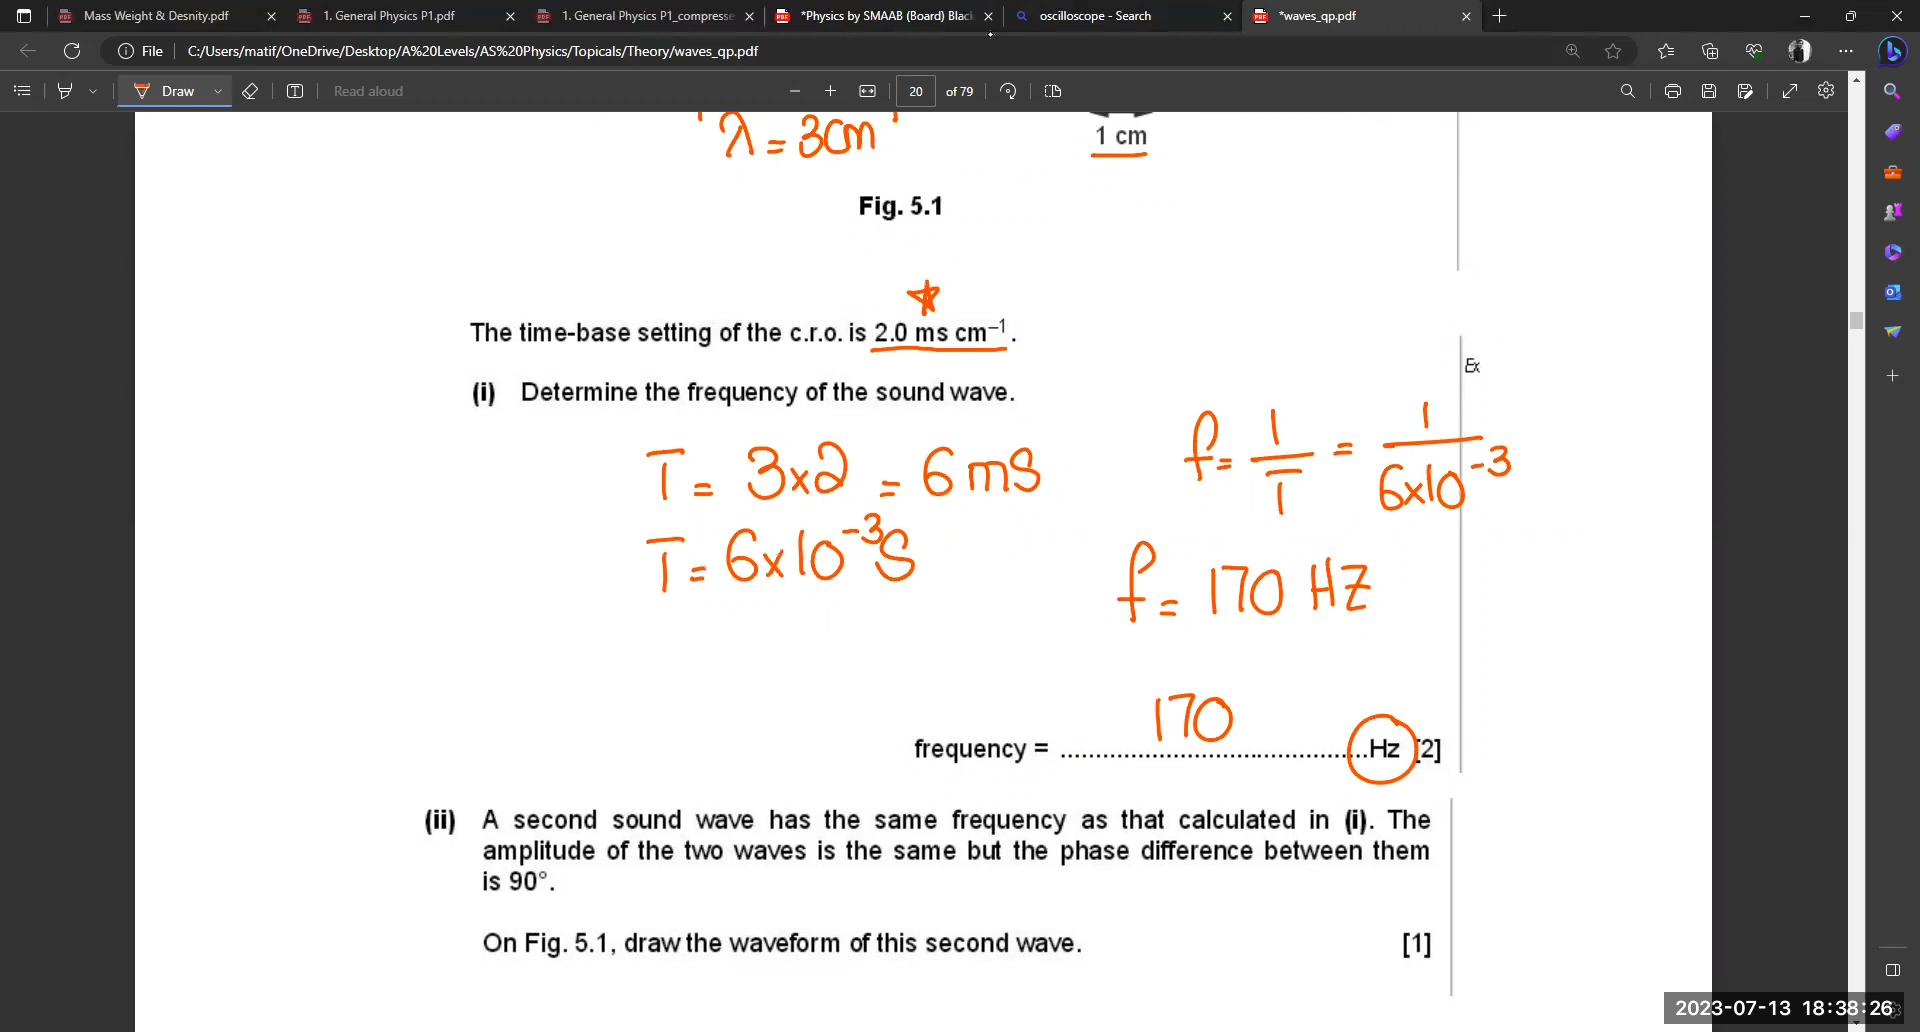 Mass Weight & Desnity.pdf
1. General Physics P1.pdf
1. General Physics P1_compresse
*Physics by SMAAB (Board) Blac
oscilloscope - Search
*waves_qp.pdf
File
C:/Users/matif/OneDrive/Desktop/A%20Levels/AS%20Physics/Topicals/Theory/waves_qp.pdf
Draw
Read aloud
20
of 79
λ = 3cm
1 cm
Fig. 5.1
The time-base setting of the c.r.o. is 2.0 ms cm⁻¹.
Ex
(i) Determine the frequency of the sound wave.
T = 3x2 = 6 mS
f = 1/T = 1/6x10⁻³
T = 6x10⁻³S
f = 170 HZ
170
frequency = ............................................Hz [2]
(ii) A second sound wave has the same frequency as that calculated in (i). The
amplitude of the two waves is the same but the phase difference between them
is 90°.
On Fig. 5.1, draw the waveform of this second wave. [1]
2023-07-13 18:38:26